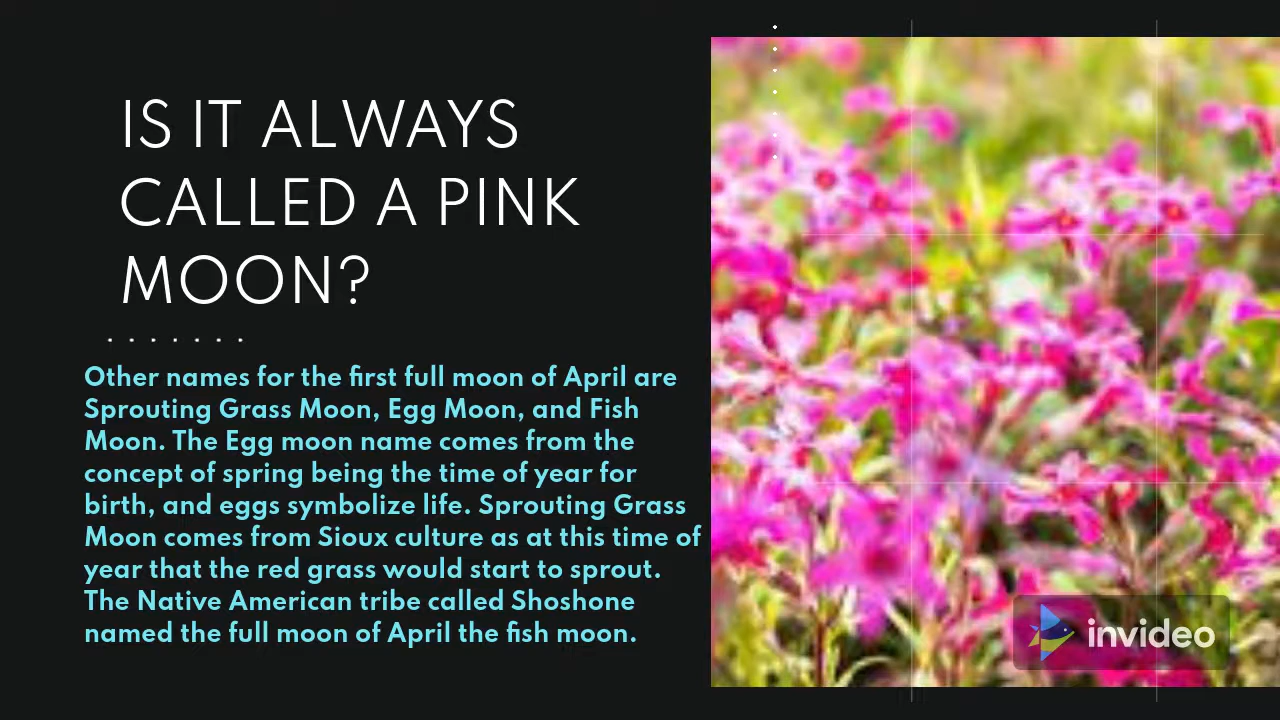 IS IT ALWAYS
CALLED A PINK
MOON?
Other names for the first full moon of April are
Sprouting Grass Moon, Egg Moon, and Fish
Moon. The Egg moon name comes from the
concept of spring being the time of year for
birth, and eggs symbolize life. Sprouting Grass
Moon comes from Sioux culture as at this time of
year that the red grass would start to sprout.
The Native American tribe called Shoshone
named the full moon of April the fish moon.
invideo